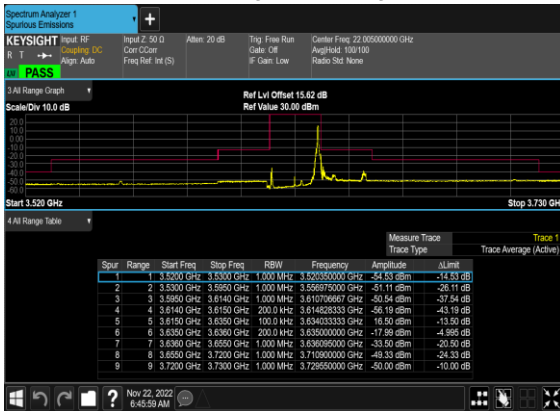 Spectrum Analyzer 1
Spurious Emissions
KEYSIGHT Input: RF Input Z: 50 Ω Atten: 20 dB Trig: Free Run Center Freq: 22.005000000 GHz
R T Coupling: DC Corr CCorr Gate: Off Avg|Hold: 100/100
Align: Auto Freq Ref: Int (S) IF Gain: Low Radio Std: None
PASS
3 All Range Graph
Ref Lvl Offset 15.62 dB
Scale/Div 10.0 dB Ref Value 30.00 dBm
20.0
10.0
0.00
-10.0
-20.0
-30.0
-40.0
-50.0
-60.0
Start 3.520 GHz Stop 3.730 GHz
4 All Range Table
Measure Trace Trace 1
Trace Type Trace Average (Active)
Spur Range Start Freq Stop Freq RBW Frequency Amplitude ΔLimit
1 1 3.5200 GHz 3.5300 GHz 1.000 MHz 3.520350000 GHz -54.53 dBm -14.53 dB
2 2 3.5300 GHz 3.5950 GHz 1.000 MHz 3.556975000 GHz -51.11 dBm -26.11 dB
3 3 3.5950 GHz 3.6140 GHz 1.000 MHz 3.610706667 GHz -50.54 dBm -37.54 dB
4 4 3.6140 GHz 3.6150 GHz 200.0 kHz 3.614828333 GHz -56.19 dBm -43.19 dB
5 5 3.6150 GHz 3.6350 GHz 100.0 kHz 3.634033333 GHz 16.50 dBm -13.50 dB
6 6 3.6350 GHz 3.6360 GHz 200.0 kHz 3.635000000 GHz -17.99 dBm -4.995 dB
7 7 3.6360 GHz 3.6550 GHz 1.000 MHz 3.636095000 GHz -33.50 dBm -20.50 dB
8 8 3.6550 GHz 3.7200 GHz 1.000 MHz 3.710900000 GHz -49.33 dBm -24.33 dB
9 9 3.7200 GHz 3.7300 GHz 1.000 MHz 3.729550000 GHz -50.00 dBm -10.00 dB
Nov 22, 2022
6:45:59 AM